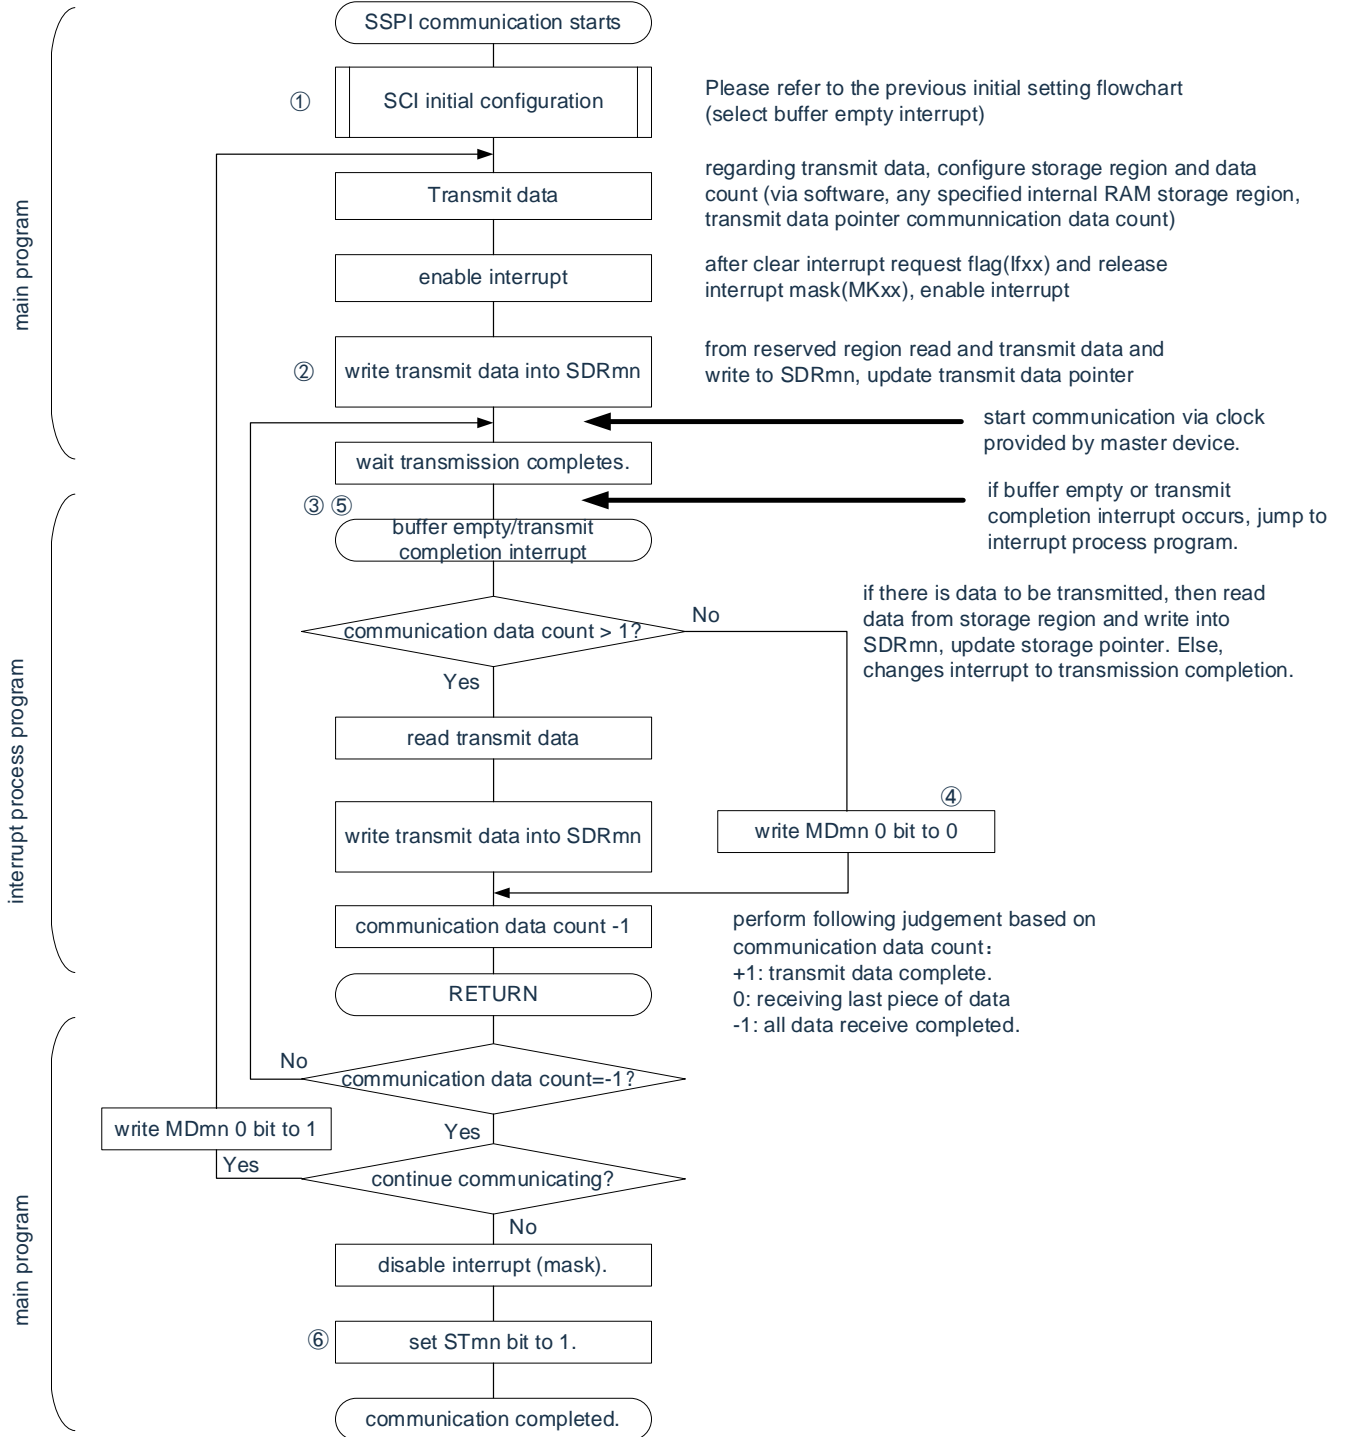 SSPI communication starts
①
SCI initial configuration
Please refer to the previous initial setting flowchart
(select buffer empty interrupt)
Transmit data
regarding transmit data, configure storage region and data
count (via software, any specified internal RAM storage region,
transmit data pointer communnication data count)
main program
enable interrupt
after clear interrupt request flag(Ifxx) and release
interrupt mask(MKxx), enable interrupt
②
write transmit data into SDRmn
from reserved region read and transmit data and
write to SDRmn, update transmit data pointer
start communication via clock
provided by master device.
wait transmission completes.
③ ⑤
if buffer empty or transmit
completion interrupt occurs, jump to
interrupt process program.
buffer empty/transmit
completion interrupt
communication data count > 1?
No
Yes
if there is data to be transmitted, then read
data from storage region and write into
SDRmn, update storage pointer. Else,
changes interrupt to transmission completion.
interrupt process program
read transmit data
④
write transmit data into SDRmn
write MDmn 0 bit to 0
communication data count -1
perform following judgement based on
communication data count：
+1: transmit data complete.
0: receiving last piece of data
-1: all data receive completed.
RETURN
No
communication data count=-1?
write MDmn 0 bit to 1
Yes
Yes
continue communicating?
No
main program
disable interrupt (mask).
⑥
set STmn bit to 1.
communication completed.